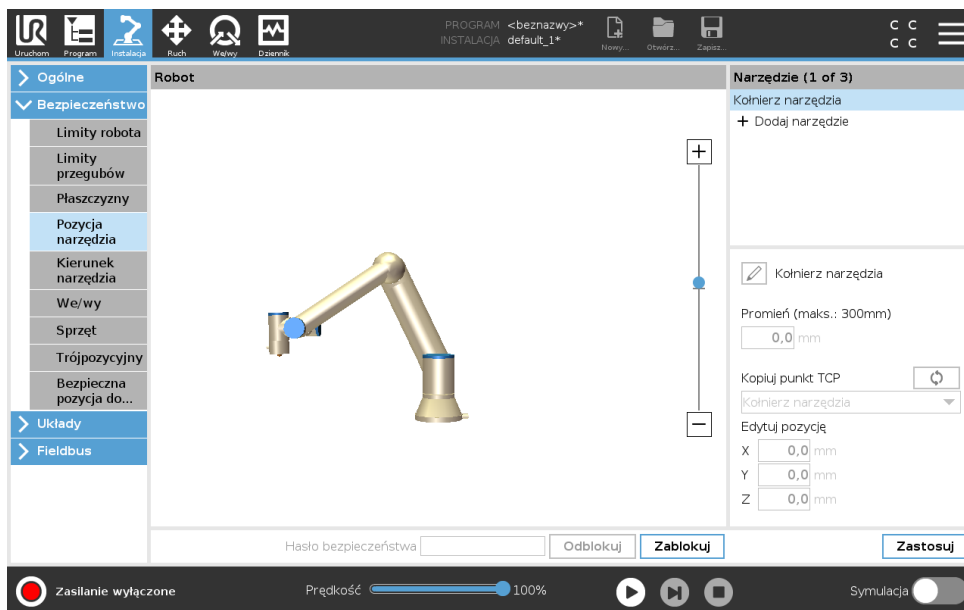 PROGRAM <beznazwy>*
INSTALACJA default_1*
Uruchom Program Instalacja Ruch We/wy Dziennik Nowy... Otwórz... Zapisz...
C C
C C
Ogólne
Bezpieczeństwo
Limity robota
Limity
przegubów
Płaszczyzny
Pozycja
narzędzia
Kierunek
narzędzia
We/wy
Sprzęt
Trójpozycyjny
Bezpieczna
pozycja do...
Układy
Fieldbus
Robot
Narzędzie (1 of 3)
Kołnierz narzędzia
+ Dodaj narzędzie
Kołnierz narzędzia
Promień (maks.: 300mm)
0,0 mm
Kopiuj punkt TCP
Kołnierz narzędzia
Edytuj pozycję
X 0,0 mm
Y 0,0 mm
Z 0,0 mm
Hasło bezpieczeństwa Odblokuj Zablokuj Zastosuj
Zasilanie wyłączone Prędkość 100% Symulacja